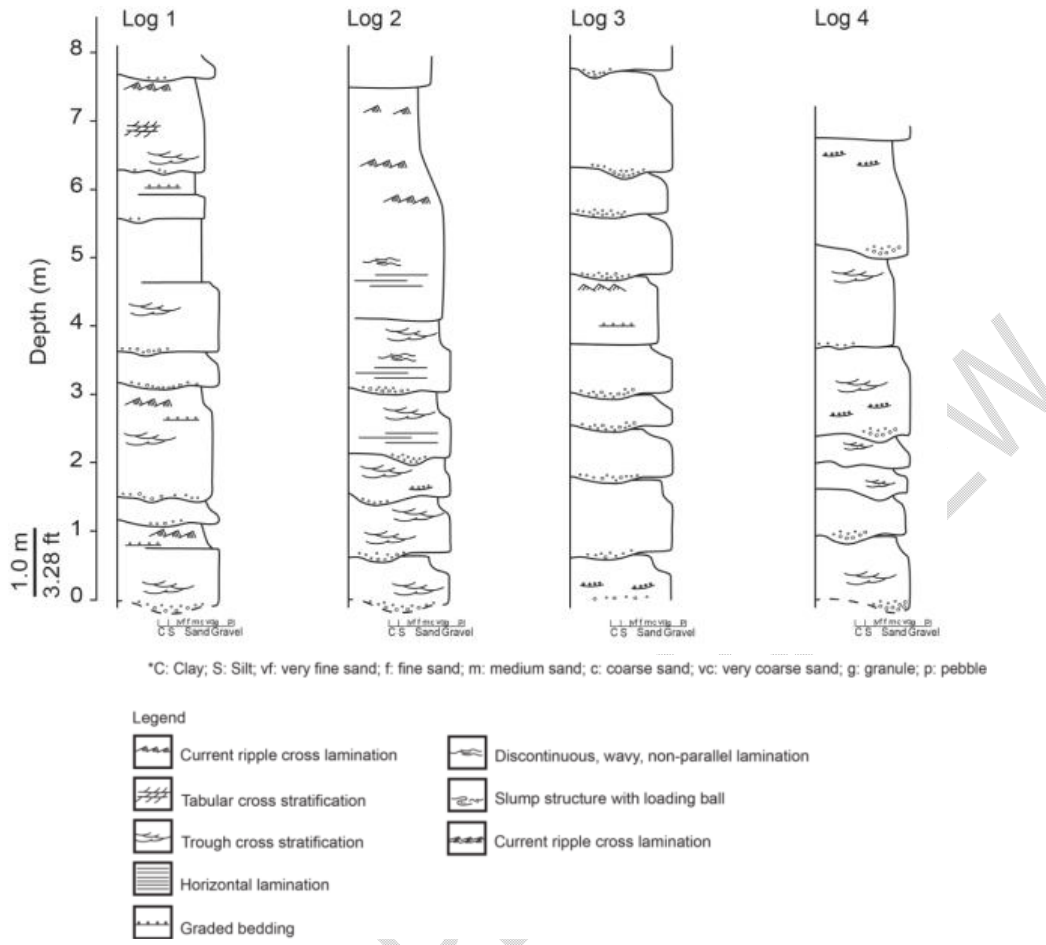 Log 1 Log 2 Log 3 Log 4
8
7
6
5
4
3
2
1
0
Depth (m)
1.0 m
3.28 ft
C S Sand Gravel C S Sand Gravel C S Sand Gravel C S Sand Gravel
*C: Clay; S: Silt; vf: very fine sand; f: fine sand; m: medium sand; c: coarse sand; vc: very coarse sand; g: granule; p: pebble
Legend
Current ripple cross lamination Discontinuous, wavy, non-parallel lamination
Tabular cross stratification Slump structure with loading ball
Trough cross stratification Current ripple cross lamination
Horizontal lamination
Graded bedding